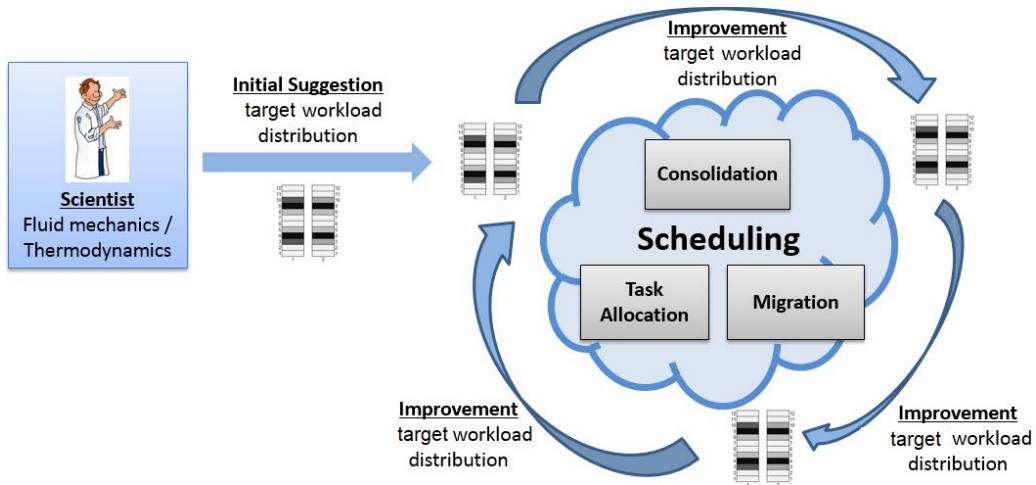 Improvement
target workload
distribution
Initial Suggestion
target workload
distribution
Scientist
Fluid mechanics /
Thermodynamics
Consolidation
Scheduling
Task
Allocation
Migration
Improvement
target workload
distribution
Improvement
target workload
distribution